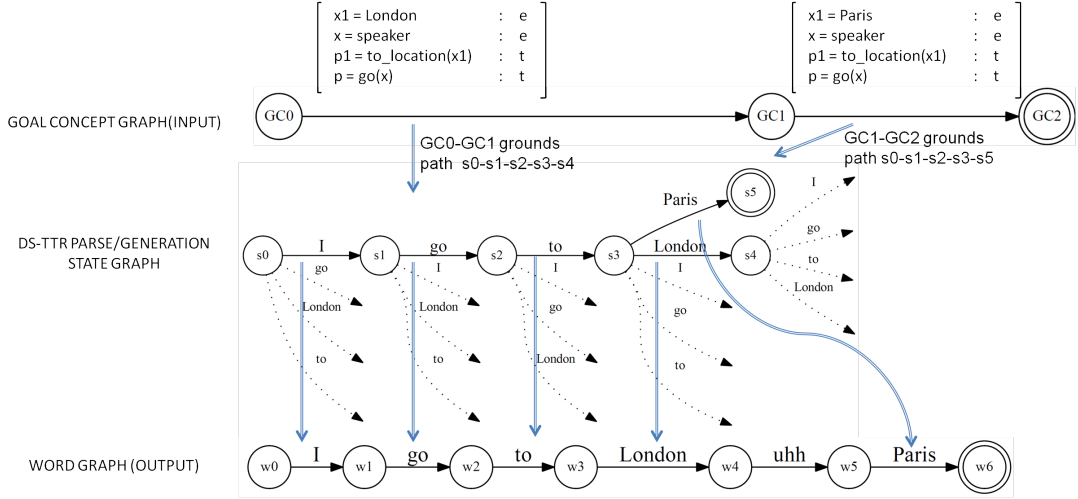 x1 = London : e
x = speaker : e
p1 = to_location(x1) : t
p = go(x) : t
x1 = Paris : e
x = speaker : e
p1 = to_location(x1) : t
p = go(x) : t
GOAL CONCEPT GRAPH(INPUT)
GC0
GC1
GC2
GC0-GC1 grounds
path s0-s1-s2-s3-s4
GC1-GC2 grounds
path s0-s1-s2-s3-s5
DS-TTR PARSE/GENERATION
STATE GRAPH
s0
I
s1
go
s2
to
s3
Paris
s5
London
s4
go
London
to
I
London
to
I
go
London
I
go
to
I
go
to
London
WORD GRAPH (OUTPUT)
w0
I
w1
go
w2
to
w3
London
w4
uhh
w5
Paris
w6